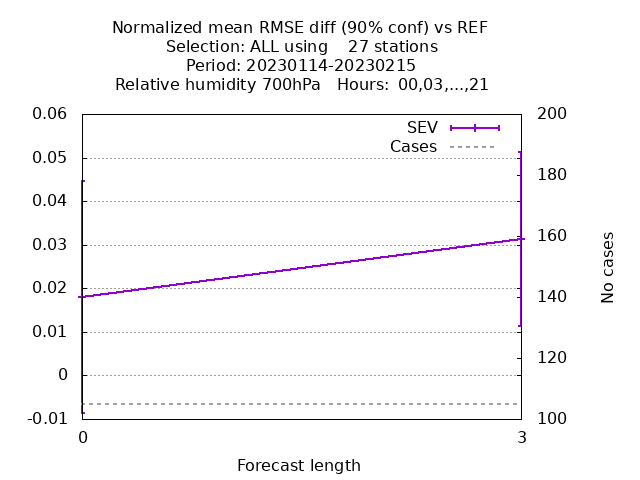 Normalized mean RMSE diff (90% conf) vs REF
Selection: ALL using    27 stations
Period: 20230114-20230215
Relative humidity 700hPa   Hours:  00,03,...,21
0.06
0.05
0.04
0.03
0.02
0.01
0
-0.01
200
180
160
140
120
100
SEV
Cases
No cases
0
3
Forecast length